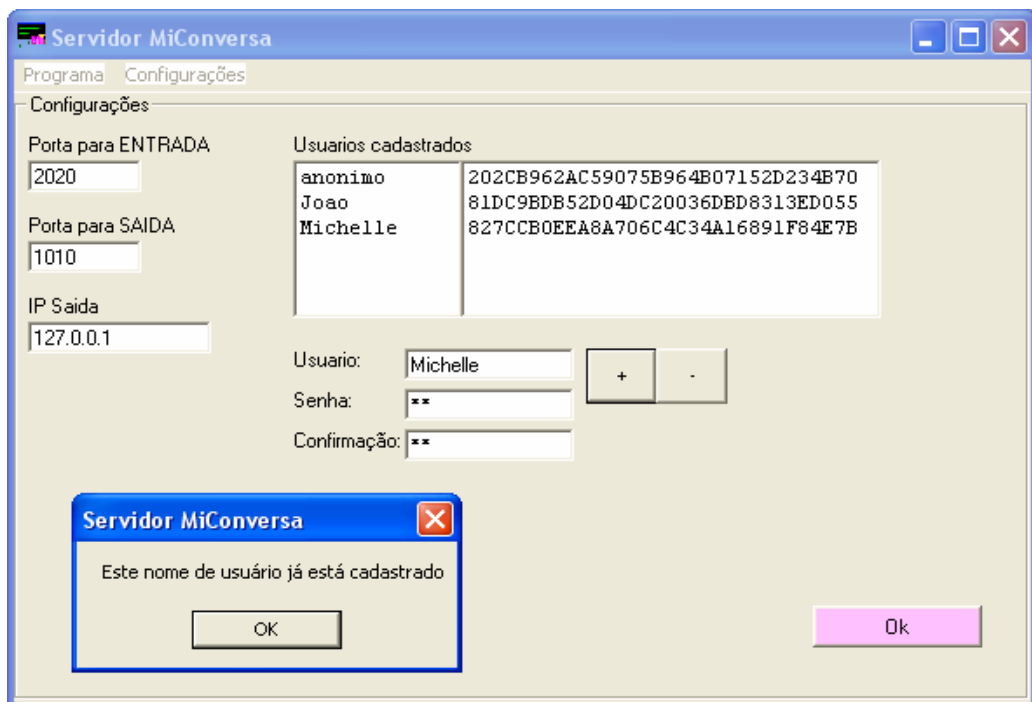 Servidor MiConversa
Programa Configurações
Configurações
Porta para ENTRADA
2020
Porta para SAIDA
1010
IP Saida
127.0.0.1
Usuarios cadastrados
anonimo 202CB962AC59075B964B07152D234B70
Joao 81DC9BDB52D04DC20036DBD8313ED055
Michelle 827CCB0EEA8A706C4C34A16891F84E7B
Usuario: Michelle + -
Senha: **
Confirmação: **
Servidor MiConversa
Este nome de usuário já está cadastrado
OK
Ok